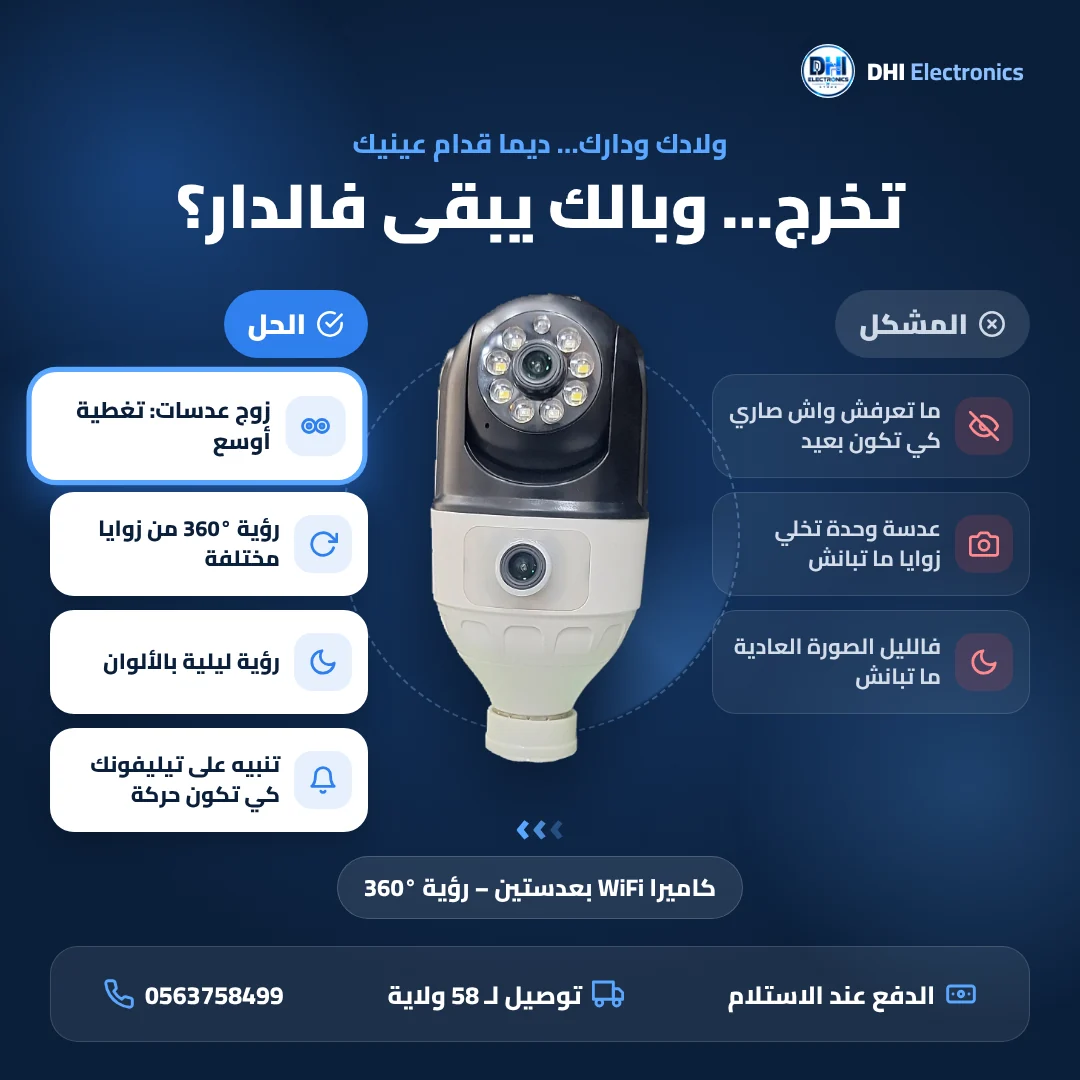 DHI ELECTRONICS
DHI Electronics
ولادك ودارك... ديما قدام عينيك
تخرج... وبالك يبقى فالدار؟
المشكل
ما تعرفش واش صاري
كي تكون بعيد
عدسة وحدة تخلي
زوايا ما تبانش
فالليل الصورة العادية
ما تبانش
الحل
زوج عدسات: تغطية
أوسع
رؤية 360° من زوايا
مختلفة
رؤية ليلية بالألوان
تنبيه على تيليفونك
كي تكون حركة
كاميرا WiFi بعدستين – رؤية 360°
الدفع عند الاستلام
توصيل لـ 58 ولاية
0563758499